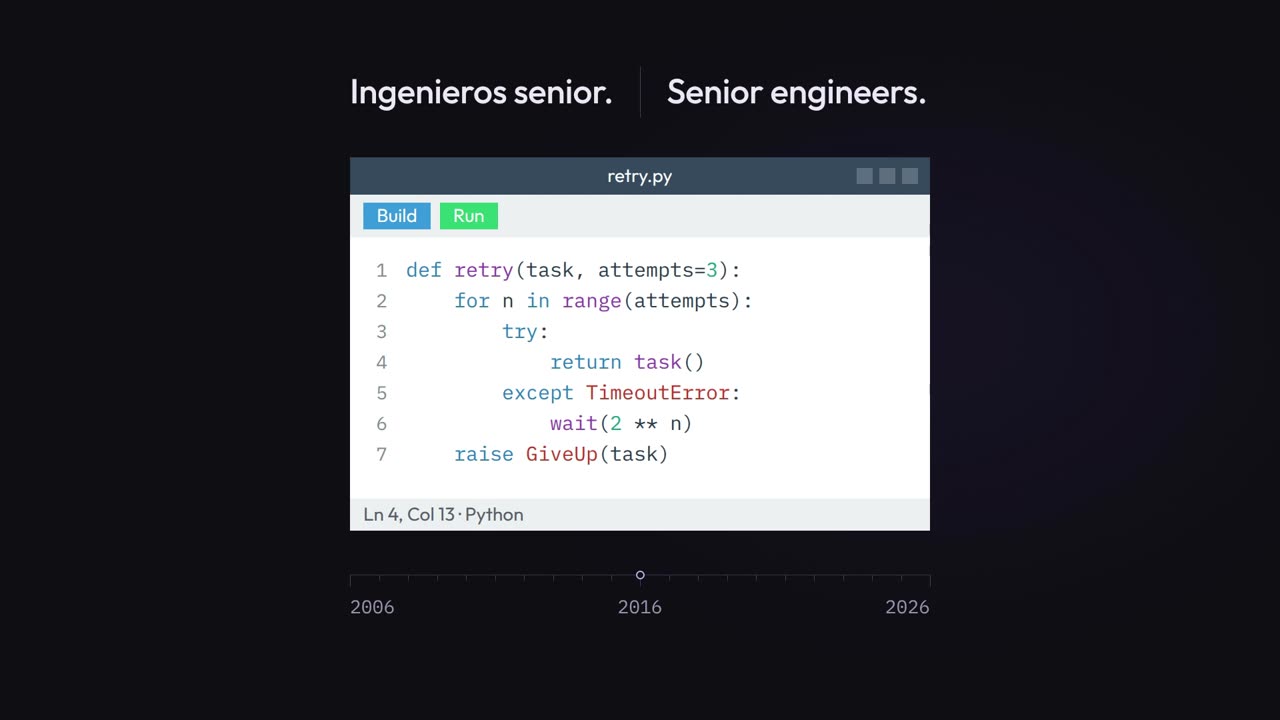 Ingenieros senior.
Senior engineers.
retry.py
Build
Run
1 def retry(task, attempts=3):
2     for n in range(attempts):
3         try:
4             return task()
5         except TimeoutError:
6             wait(2 ** n)
7     raise GiveUp(task)
Ln 4, Col 13 · Python
2006
2016
2026